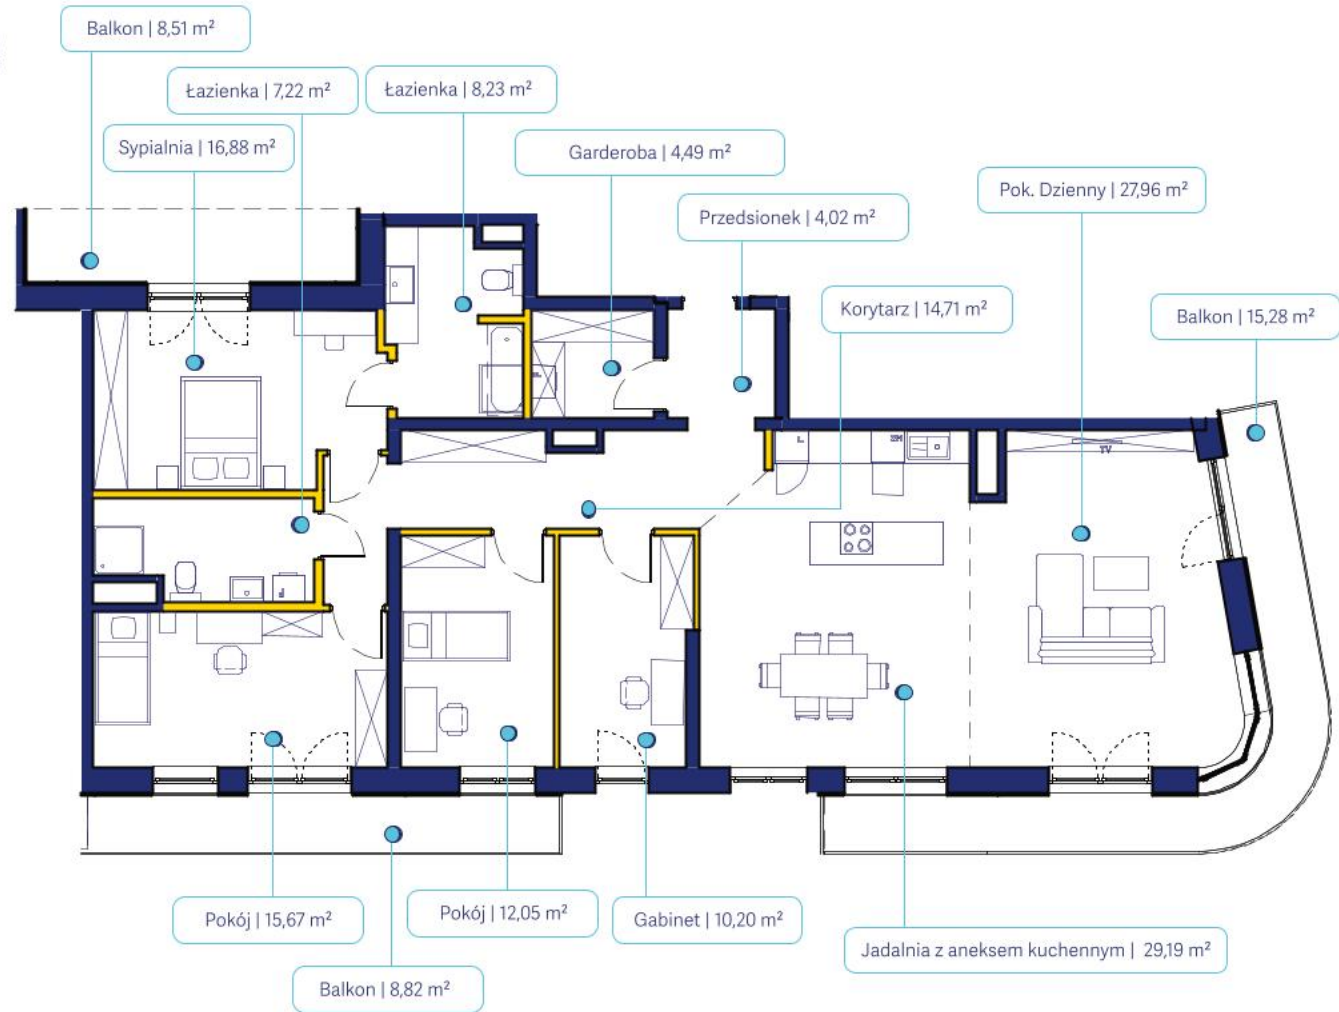 Balkon | 8,51 m²
Łazienka | 7,22 m²
Łazienka | 8,23 m²
Sypialnia | 16,88 m²
Garderoba | 4,49 m²
Pok. Dzienny | 27,96 m²
Przedsionek | 4,02 m²
Korytarz | 14,71 m²
Balkon | 15,28 m²
L
ZM
TV
Pokój | 15,67 m²
Pokój | 12,05 m²
Gabinet | 10,20 m²
Jadalnia z aneksem kuchennym | 29,19 m²
Balkon | 8,82 m²